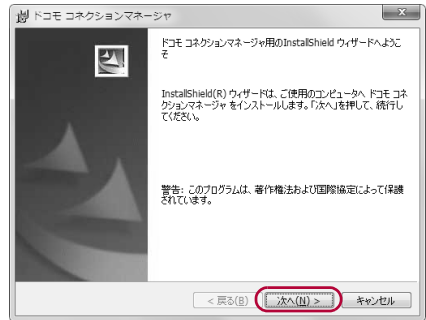 ドコモ コネクションマネージャ
ドコモ コネクションマネージャ用のInstallShield ウィザードへようこ
そ
InstallShield(R) ウィザードは、ご使用のコンピュータへ ドコモ コネ
クションマネージャ をインストールします。「次へ」を押して、続行し
てください。
警告: このプログラムは、著作権法および国際協定によって保護
されています。
< 戻る(B)
次へ(N) >
キャンセル